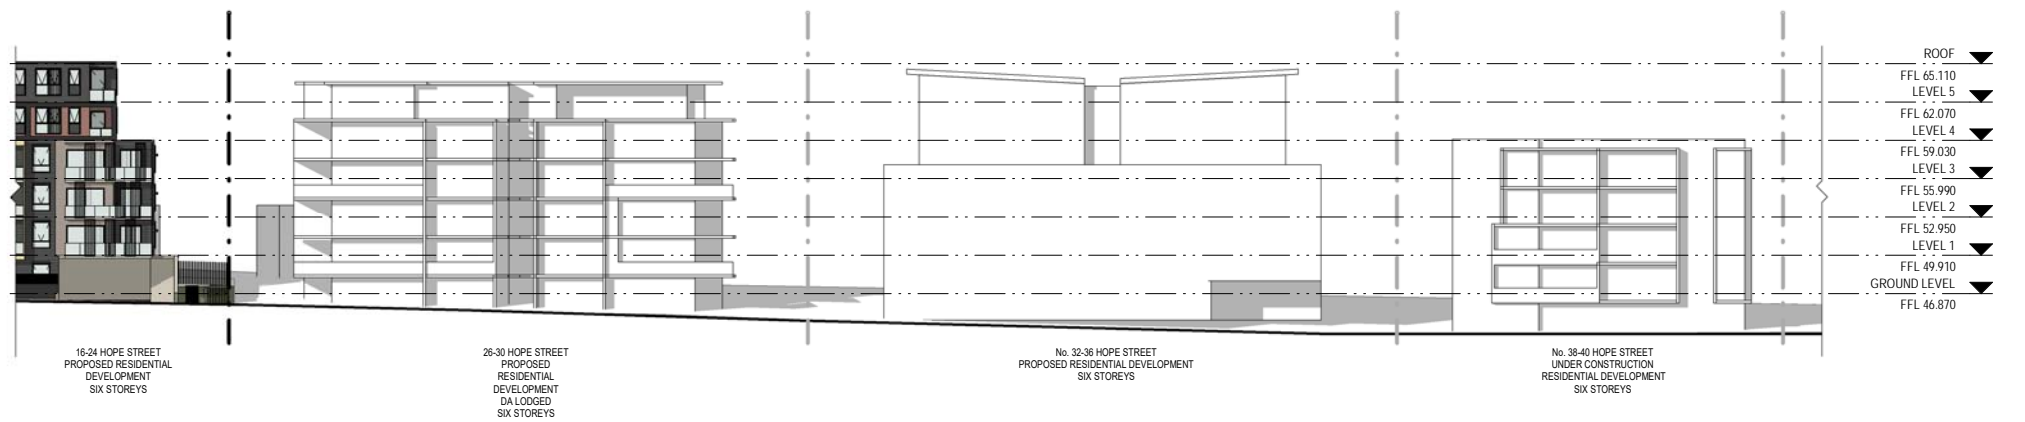 ROOF
FFL 65.110
LEVEL 5
FFL 62.070
LEVEL 4
FFL 59.030
LEVEL 3
FFL 55.990
LEVEL 2
FFL 52.950
LEVEL 1
FFL 49.910
GROUND LEVEL
FFL 46.870
16-24 HOPE STREET
PROPOSED RESIDENTIAL
DEVELOPMENT
SIX STOREYS
26-30 HOPE STREET
PROPOSED
RESIDENTIAL
DEVELOPMENT
DA LODGED
SIX STOREYS
No. 32-36 HOPE STREET
PROPOSED RESIDENTIAL DEVELOPMENT
SIX STOREYS
No. 38-40 HOPE STREET
UNDER CONSTRUCTION
RESIDENTIAL DEVELOPMENT
SIX STOREYS